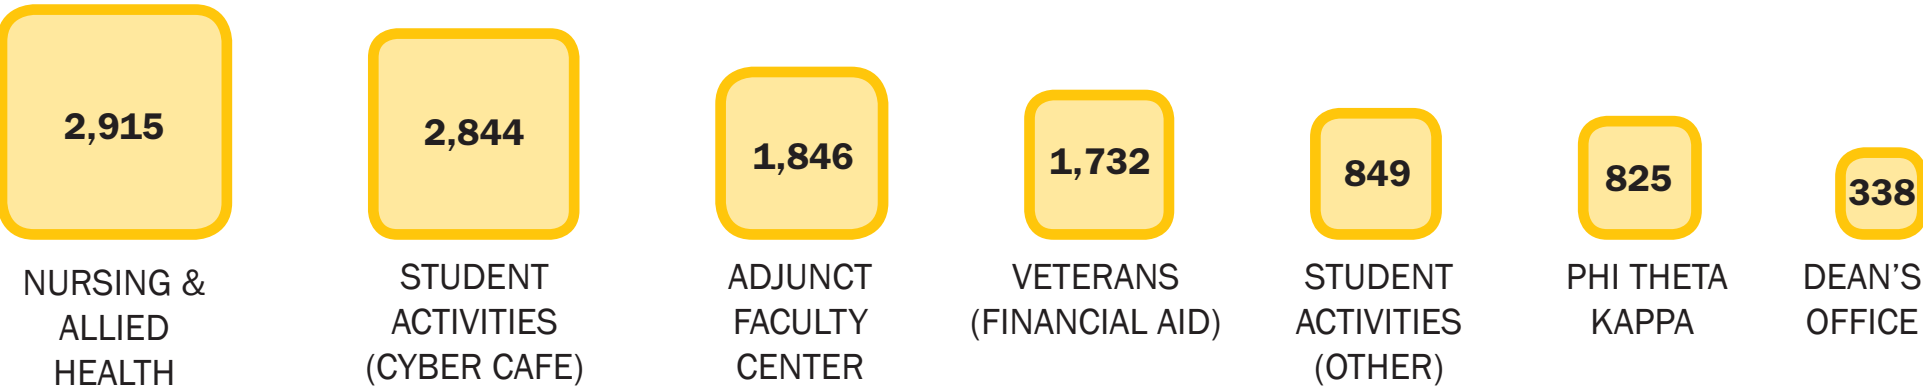 2,915
NURSING &
ALLIED
HEALTH
2,844
STUDENT
ACTIVITIES
(CYBER CAFE)
1,846
ADJUNCT
FACULTY
CENTER
1,732
VETERANS
(FINANCIAL AID)
849
STUDENT
ACTIVITIES
(OTHER)
825
PHI THETA
KAPPA
338
DEAN’S
OFFICE